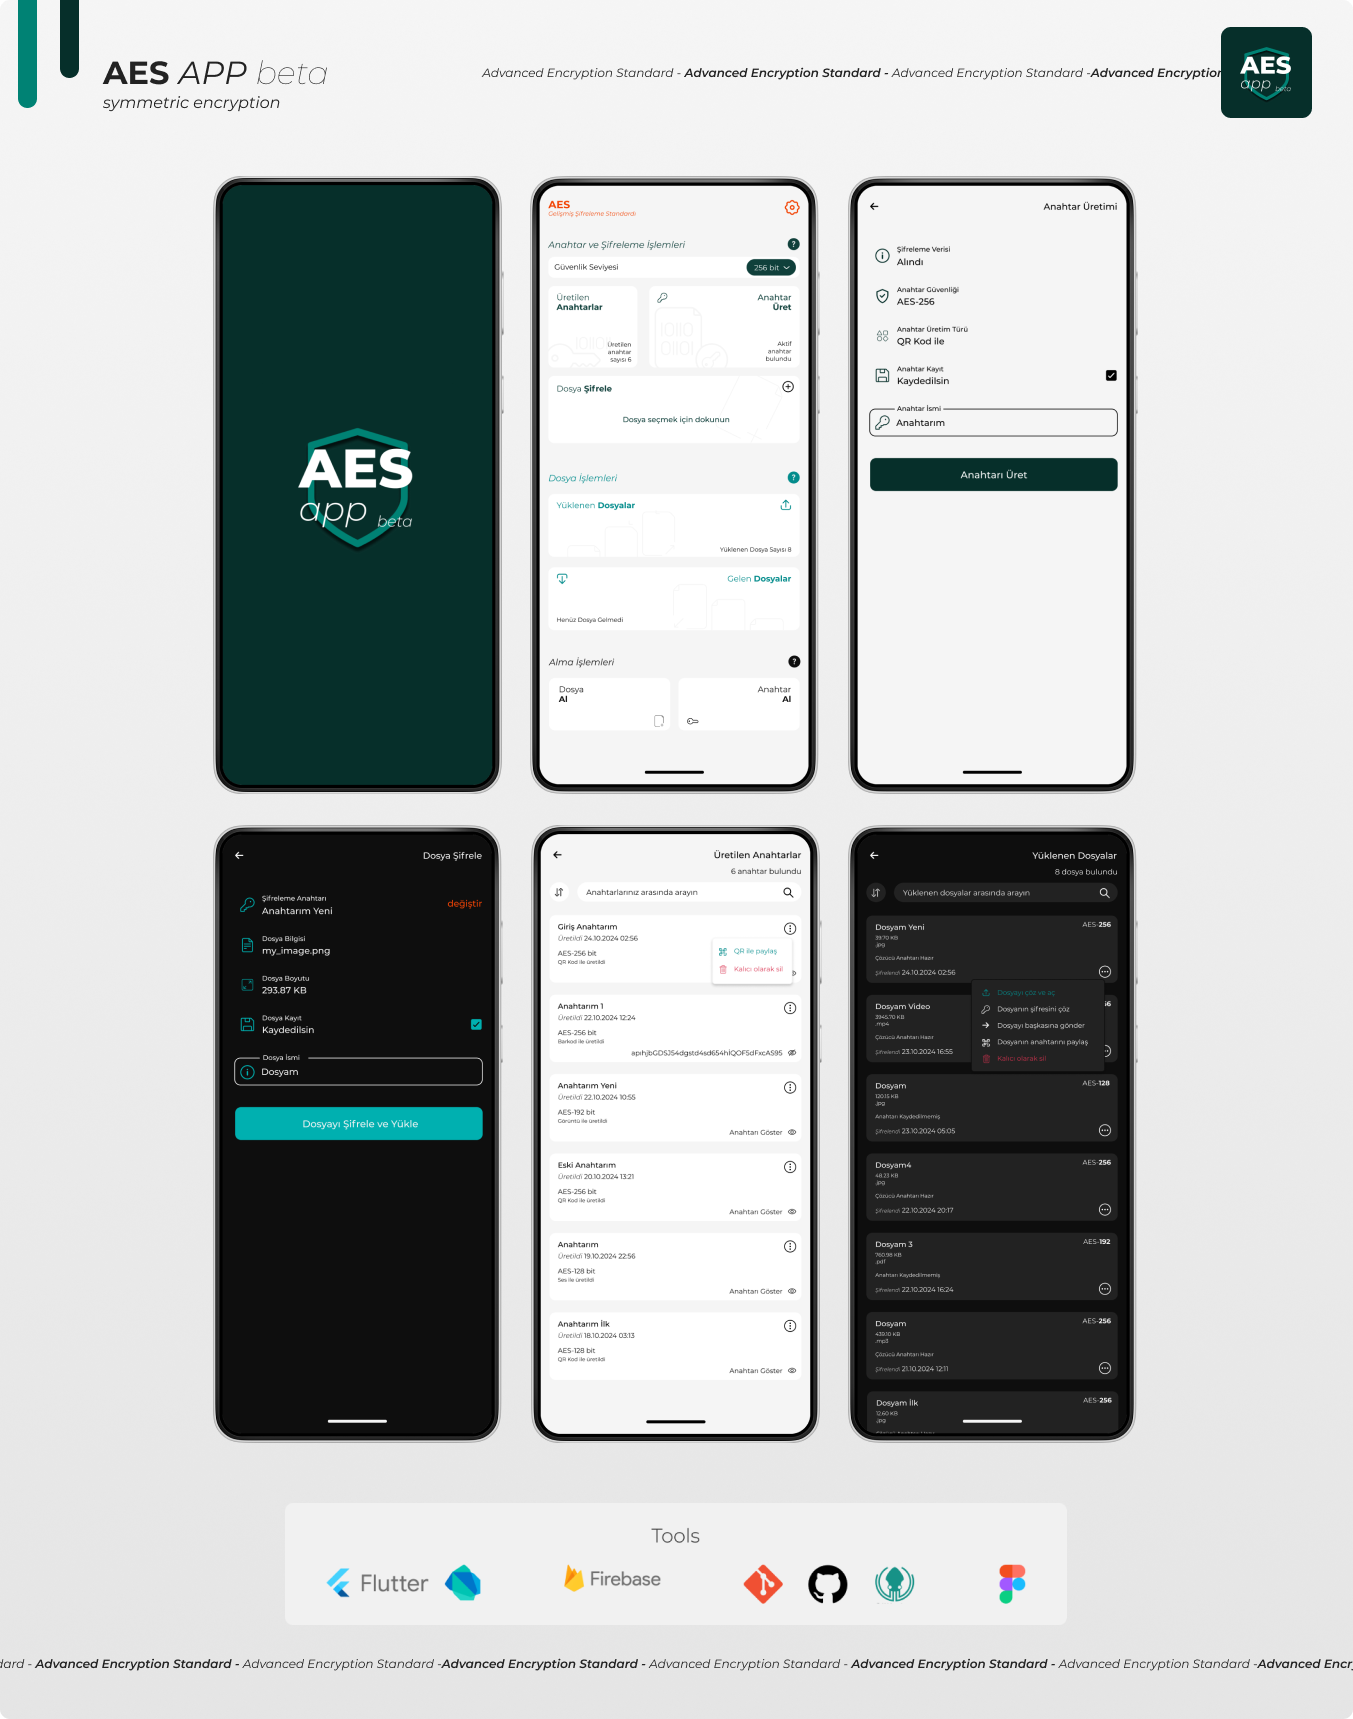 AES APP beta
symmetric encryption
Advanced Encryption Standard - Advanced Encryption Standard - Advanced Encryption Standard -Advanced Encryption
AES
app beta
AES
app beta
AES
Gelişmiş Şifreleme Standardı
Anahtar ve Şifreleme İşlemleri
?
Güvenlik Seviyesi
256 bit
Üretilen
Anahtarlar
Üretilen
anahtar
sayısı 6
Anahtar
Üret
Aktif
anahtar
bulundu
Dosya Şifrele
Dosya seçmek için dokunun
Dosya İşlemleri
?
Yüklenen Dosyalar
Yüklenen Dosya Sayısı 8
Gelen Dosyalar
Henüz Dosya Gelmedi
Alma İşlemleri
?
Dosya
Al
Anahtar
Al
Anahtar Üretimi
Şifreleme Verisi
Alındı
Anahtar Güvenliği
AES-256
Anahtar Üretim Türü
QR Kod ile
Anahtar Kayıt
Kaydedilsin
Anahtar İsmi
Anahtarım
Anahtarı Üret
Dosya Şifrele
Şifreleme Anahtarı
Anahtarım Yeni
değiştir
Dosya Bilgisi
my_image.png
Dosya Boyutu
293.87 KB
Dosya Kayıt
Kaydedilsin
Dosya İsmi
Dosyam
Dosyayı Şifrele ve Yükle
Üretilen Anahtarlar
6 anahtar bulundu
Anahtarlarınız arasında arayın
Giriş Anahtarım
Üretildi 24.10.2024 02:56
AES-256 bit
QR Kod ile üretildi
QR ile paylaş
Kalıcı olarak sil
Anahtarım 1
Üretildi 22.10.2024 12:24
AES-256 bit
Barkod ile üretildi
apıhjbGDSJ54dgstd4sd654hlQOF5dFxcAS95
Anahtarım Yeni
Üretildi 22.10.2024 10:55
AES-192 bit
Görüntü ile üretildi
Anahtarı Göster
Eski Anahtarım
Üretildi 20.10.2024 13:21
AES-256 bit
QR Kod ile üretildi
Anahtarı Göster
Anahtarım
Üretildi 19.10.2024 22:56
AES-128 bit
Ses ile üretildi
Anahtarı Göster
Anahtarım İlk
Üretildi 18.10.2024 03:13
AES-128 bit
QR Kod ile üretildi
Anahtarı Göster
Yüklenen Dosyalar
8 dosya bulundu
Yüklenen dosyalar arasında arayın
Dosyam Yeni
AES-256
39.70 KB
.jpg
Çözücü Anahtarı Hazır
Şifrelendi 24.10.2024 02:56
Dosyayı çöz ve aç
Dosyanın şifresini çöz
Dosyayı başkasına gönder
Dosyanın anahtarını paylaş
Kalıcı olarak sil
Dosyam Video
56
3945.70 KB
.mp4
Çözücü Anahtarı Hazır
Şifrelendi 23.10.2024 16:55
Dosyam
AES-128
120.15 KB
.jpg
Anahtarı Kaydedilmemiş
Şifrelendi 23.10.2024 05:05
Dosyam4
AES-256
48.23 KB
.jpg
Çözücü Anahtarı Hazır
Şifrelendi 22.10.2024 20:17
Dosyam 3
AES-192
760.98 KB
.pdf
Anahtarı Kaydedilmemiş
Şifrelendi 22.10.2024 16:24
Dosyam
AES-256
439.10 KB
.mp3
Çözücü Anahtarı Hazır
Şifrelendi 21.10.2024 12:11
Dosyam İlk
AES-256
12.60 KB
.jpg
Tools
Flutter
Firebase
dard - Advanced Encryption Standard - Advanced Encryption Standard -Advanced Encryption Standard - Advanced Encryption Standard - Advanced Encryption Standard - Advanced Encryption Standard -Advanced Encry